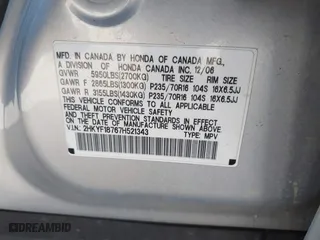 MFD. IN CANADA BY HONDA OF CANADA MFG.,
A DIVISION OF HONDA CANADA INC. 12/06
GVWR 5950LBS(2700KG) TIRE SIZE RIM SIZE
GAWR F 2865LBS(1300KG) P235/70R16 104S 16X6.5JJ
GAWR R 3155LBS(1430KG) P235/70R16 104S 16X6.5JJ
THIS VEHICLE CONFORMS TO ALL APPLICABLE
FEDERAL MOTOR VEHICLE SAFETY
AND THEFT PREVENTION STANDARDS IN EFFECT ON THE
DATE OF MANUFACTURE SHOWN ABOVE.
V.I.N.: 2HKYF18767H521343 TYPE: MPV
DREAMBID